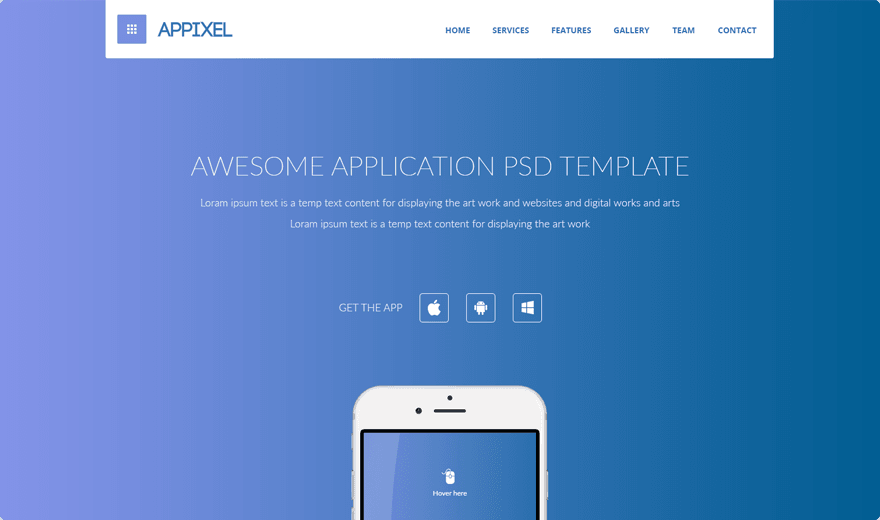 APPIXEL
HOME SERVICES FEATURES GALLERY TEAM CONTACT
AWESOME APPLICATION PSD TEMPLATE
Loram ipsum text is a temp text content for displaying the art work and websites and digital works and arts
Loram ipsum text is a temp text content for displaying the art work
GET THE APP
Hover here